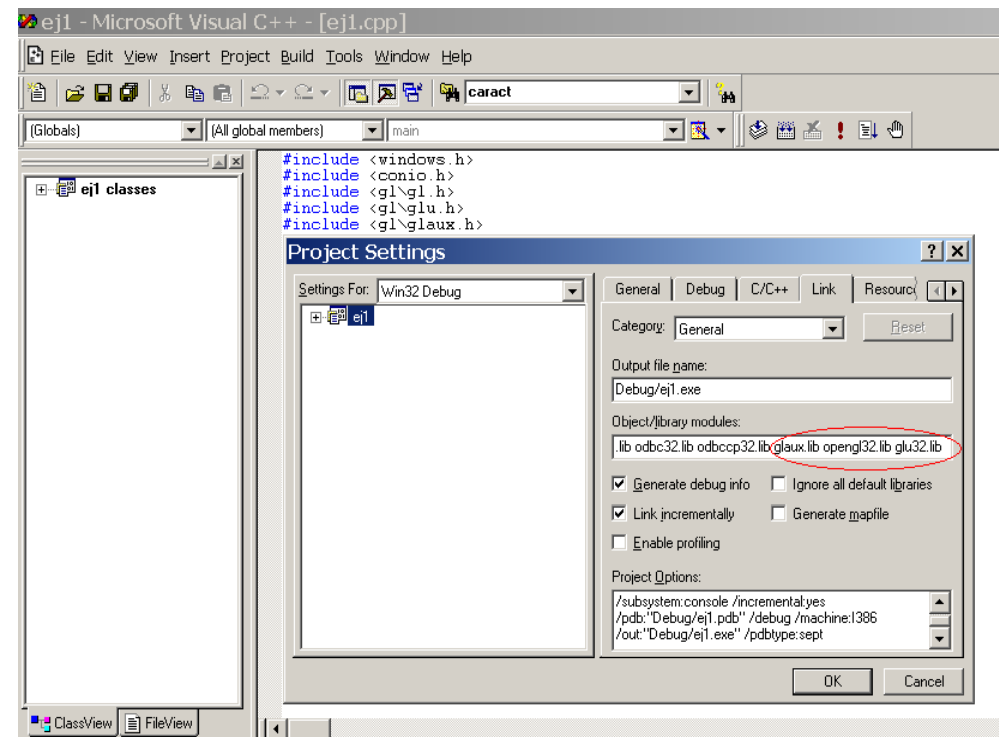 ej1 - Microsoft Visual C++ - [ej1.cpp]
File Edit View Insert Project Build Tools Window Help
caract
(Globals) (All global members) main
ej1 classes
#include <windows.h>
#include <conio.h>
#include <gl\gl.h>
#include <gl\glu.h>
#include <gl\glaux.h>
Project Settings
Settings For: Win32 Debug
ej1
General Debug C/C++ Link Resourc
Category: General Reset
Output file name:
Debug/ej1.exe
Object/library modules:
.lib odbc32.lib odbccp32.lib glaux.lib opengl32.lib glu32.lib
Generate debug info Ignore all default libraries
Link incrementally Generate mapfile
Enable profiling
Project Options:
/subsystem:console /incremental:yes
/pdb:"Debug/ej1.pdb" /debug /machine:I386
/out:"Debug/ej1.exe" /pdbtype:sept
OK Cancel
ClassView FileView